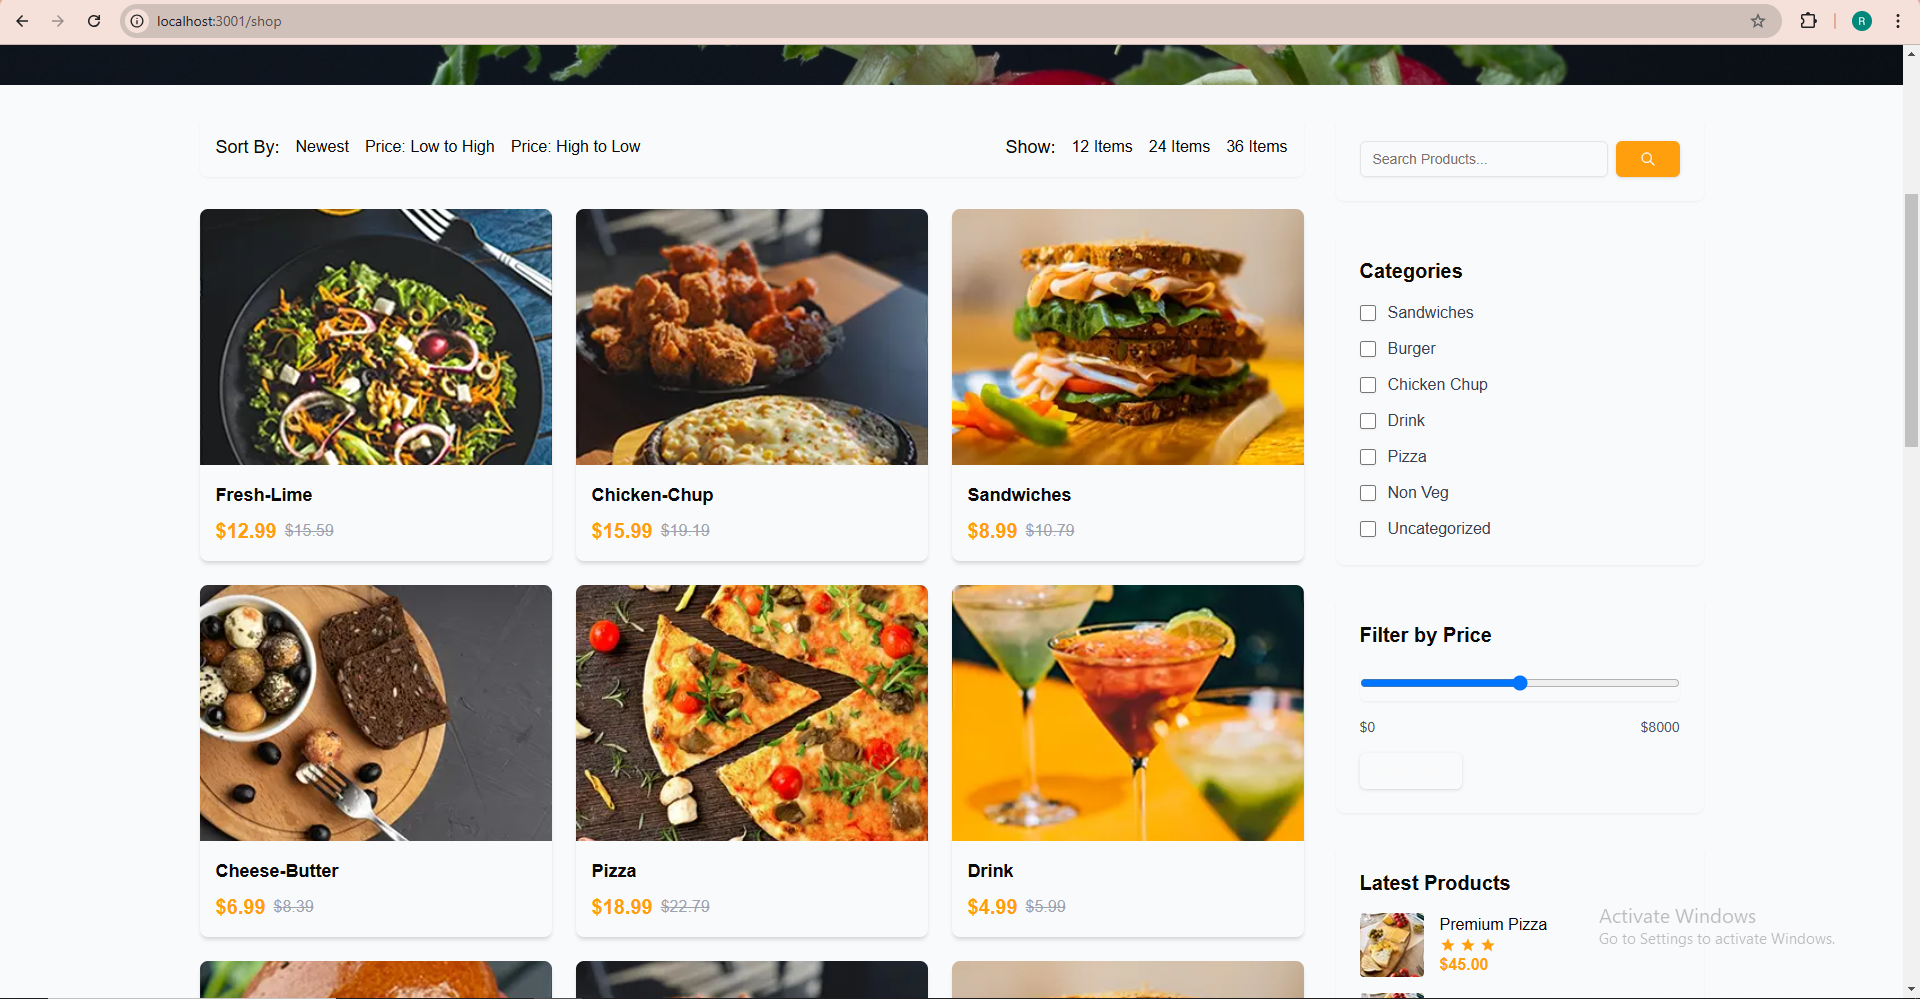 localhost:3001/shop
R
Sort By: Newest Price: Low to High Price: High to Low
Show: 12 Items 24 Items 36 Items
Search Products...
Fresh-Lime
$12.99 $15.59
Chicken-Chup
$15.99 $19.19
Sandwiches
$8.99 $10.79
Cheese-Butter
$6.99 $8.39
Pizza
$18.99 $22.79
Drink
$4.99 $5.99
Categories
Sandwiches
Burger
Chicken Chup
Drink
Pizza
Non Veg
Uncategorized
Filter by Price
$0 $8000
Latest Products
Premium Pizza
$45.00
Activate Windows
Go to Settings to activate Windows.